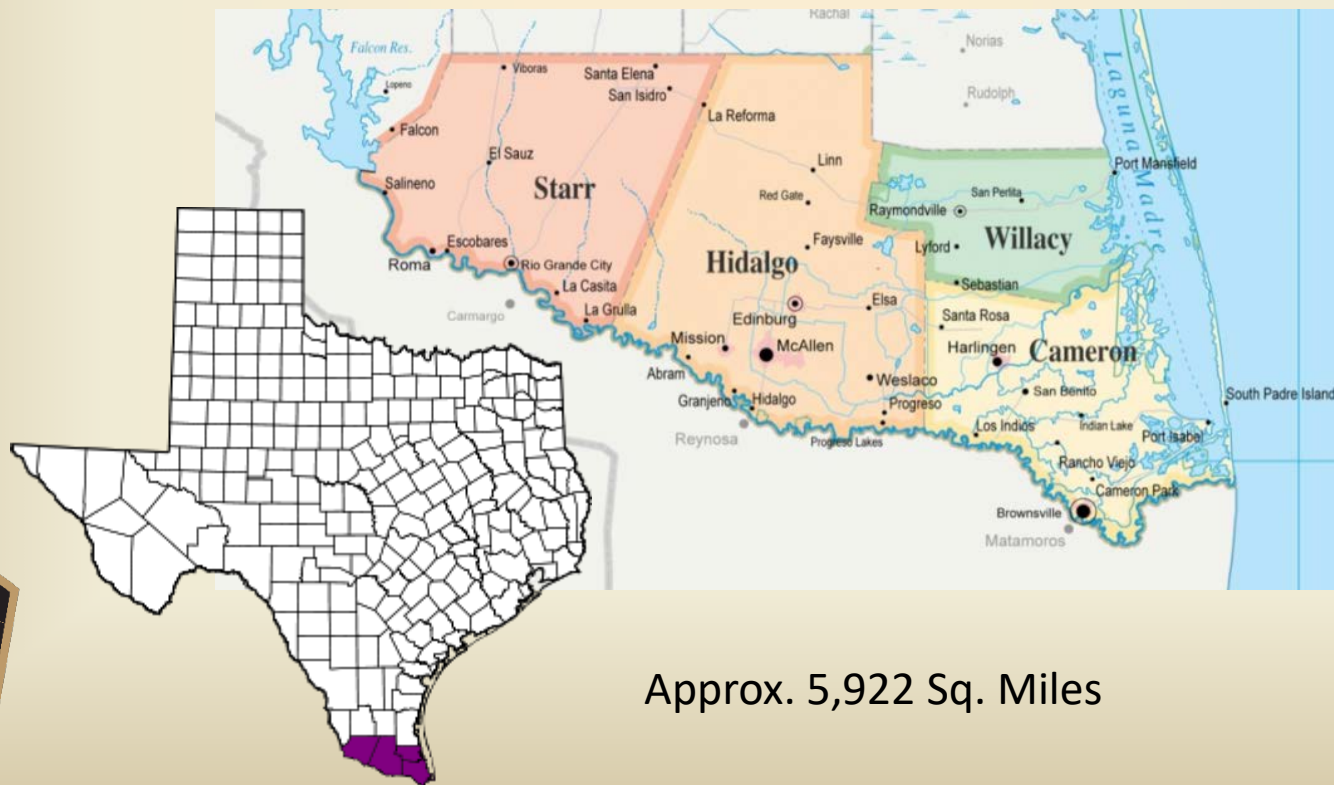 Rachal
Norias
Rudolph
Laguna Madre
Falcon Res.
Lopeno
Falcon
Salineno
Viboras
Santa Elena
San Isidro
El Sauz
Starr
Roma
Escobares
Rio Grande City
La Casita
La Grulla
Camargo
La Reforma
Linn
Red Gate
Faysville
Hidalgo
Edinburg
Elsa
Mission
McAllen
Abram
Granjeno
Hidalgo
Weslaco
Progreso
Progreso Lakes
Reynosa
Port Mansfield
San Perlita
Raymondville
Lyford
Willacy
Sebastian
Santa Rosa
Harlingen
Cameron
San Benito
South Padre Island
Los Indios
Indian Lake
Port Isabel
Rancho Viejo
Cameron Park
Brownsville
Matamoros
Approx. 5,922 Sq. Miles